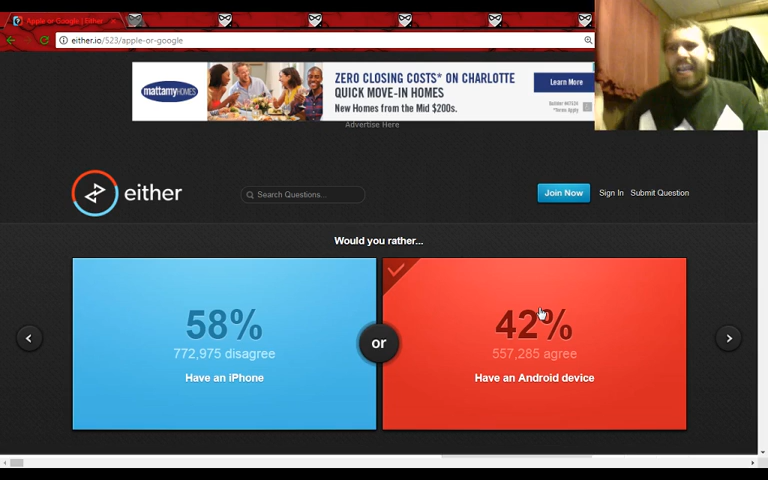 Apple or Google | Either
either.io/523/apple-or-google
mattamyHOMES
ZERO CLOSING COSTS* ON CHARLOTTE
QUICK MOVE-IN HOMES
New Homes from the Mid $200s.
Learn More
Advertise Here
either
Search Questions...
Join Now
Sign In
Submit Question
Would you rather...
58%
772,975 disagree
Have an iPhone
or
42%
557,285 agree
Have an Android device